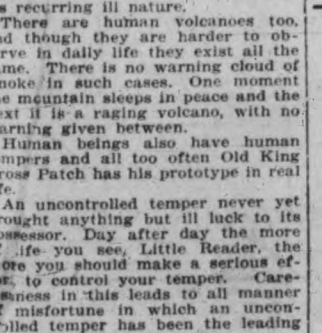 s recurring ill nature.
There are human volcanoes too,
nd though they are harder to ob-
rve in daily life they exist all the
me. There is no warning cloud of
moke in such cases. One moment
e mountain sleeps in peace and the
ext it is a raging volcano, with no
arning given between.
Human beings also have human
mpers and all too often Old King
ross Patch has his prototype in real
fe.
An uncontrolled temper never yet
rought anything but ill luck to its
ossessor. Day after day the more
f life you see, Little Reader, the
ore you should make a serious ef-
or, to control your temper. Care-
essness in this leads to all manner
f misfortune in which an uncon-
olled temper has been the leading